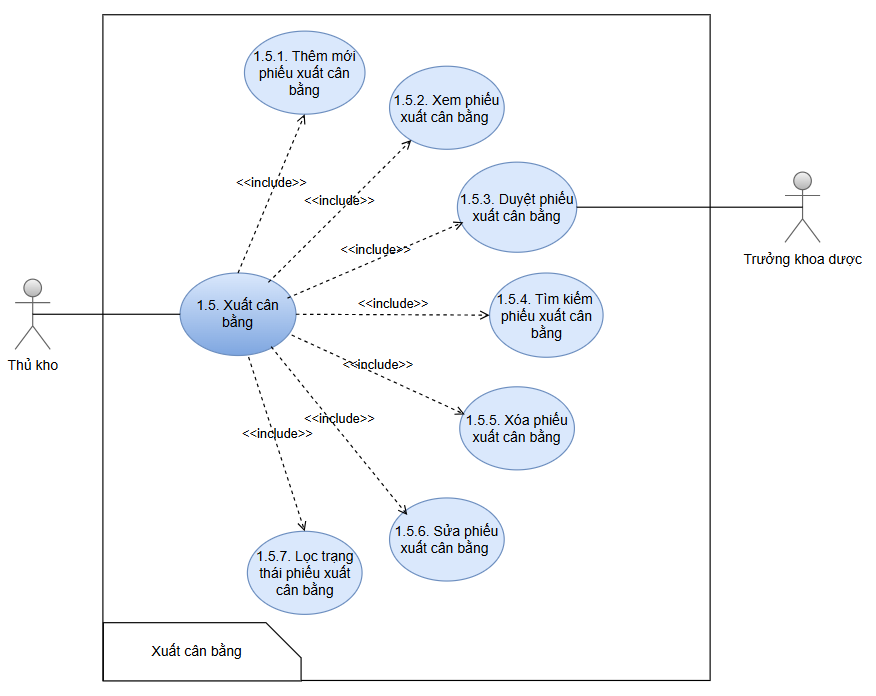 1.5.1. Thêm mới
phiếu xuất cân
bằng
1.5.2. Xem phiếu
xuất cân bằng
<<include>>
<<include>>
1.5.3. Duyệt phiếu
xuất cân bằng
<<include>>
Trưởng khoa dược
1.5. Xuất cân
bằng
<<include>>
1.5.4. Tìm kiếm
phiếu xuất cân
bằng
Thủ kho
<<include>>
1.5.5. Xóa phiếu
xuất cân bằng
<<include>>
<<include>>
1.5.6. Sửa phiếu
xuất cân bằng
1.5.7. Lọc trạng
thái phiếu xuất
cân bằng
Xuất cân bằng